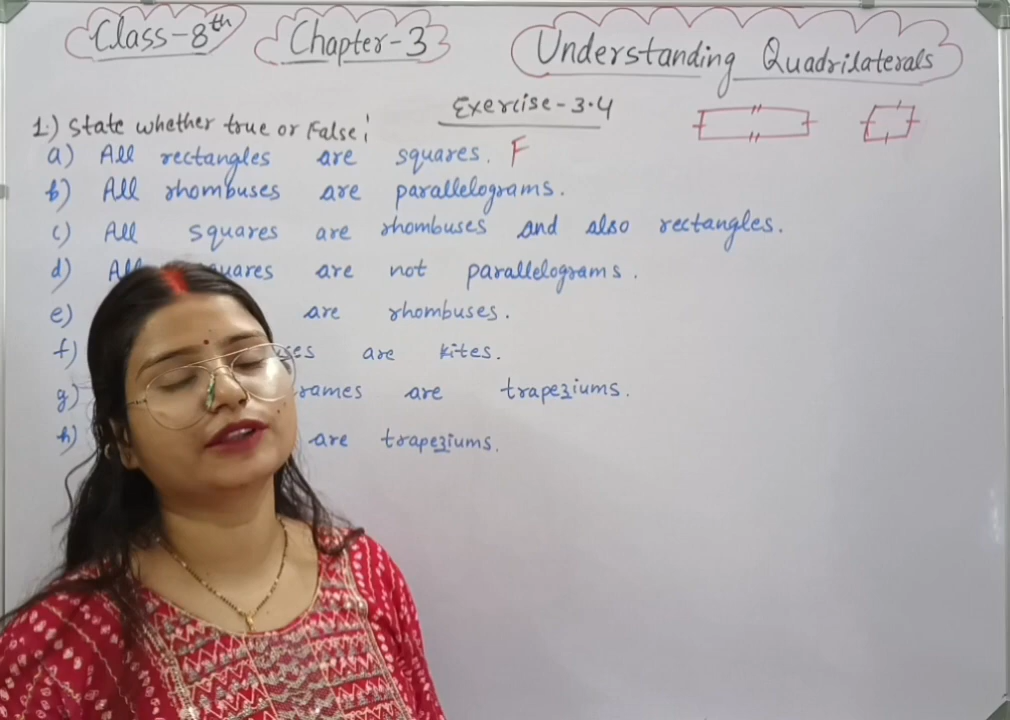 Class-8th Chapter-3 Understanding Quadrilaterals
Exercise-3.4
1.) State whether true or False:
a) All rectangles are squares. F
b) All rhombuses are parallelograms.
c) All squares are rhombuses and also rectangles.
d) All squares are not parallelograms.
e) are rhombuses.
f) are kites.
g) are trapeziums.
h) are trapeziums.